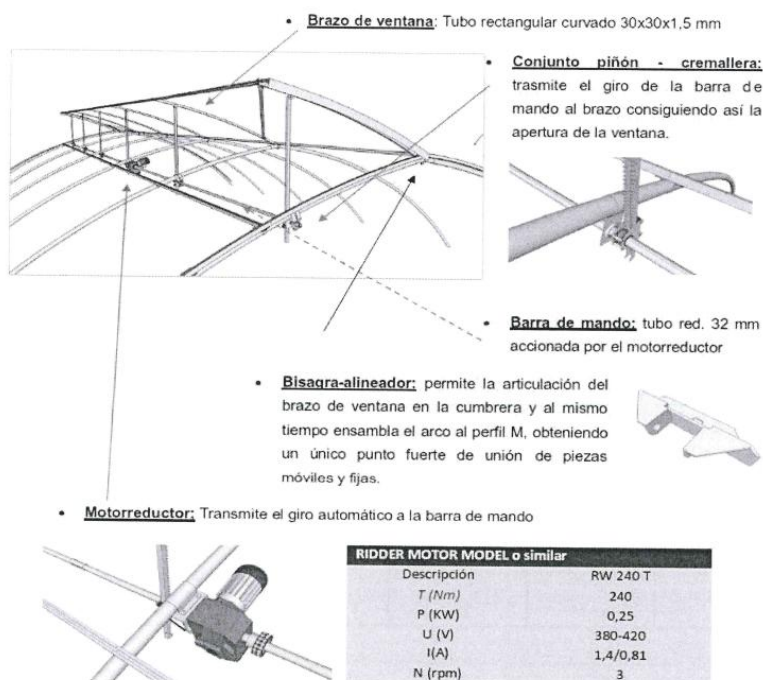 • Brazo de ventana: Tubo rectangular curvado 30x30x1,5 mm
• Conjunto piñón - cremallera:
trasmite el giro de la barra de
mando al brazo consiguiendo así la
apertura de la ventana.
• Barra de mando: tubo red. 32 mm
accionada por el motorreductor
• Bisagra-alineador: permite la articulación del
brazo de ventana en la cumbrera y al mismo
tiempo ensambla el arco al perfil M, obteniendo
un único punto fuerte de unión de piezas
móviles y fijas.
• Motorreductor: Transmite el giro automático a la barra de mando
RIDDER MOTOR MODEL o similar
Descripción RW 240 T
T (Nm) 240
P (KW) 0,25
U (V) 380-420
I(A) 1,4/0,81
N (rpm) 3